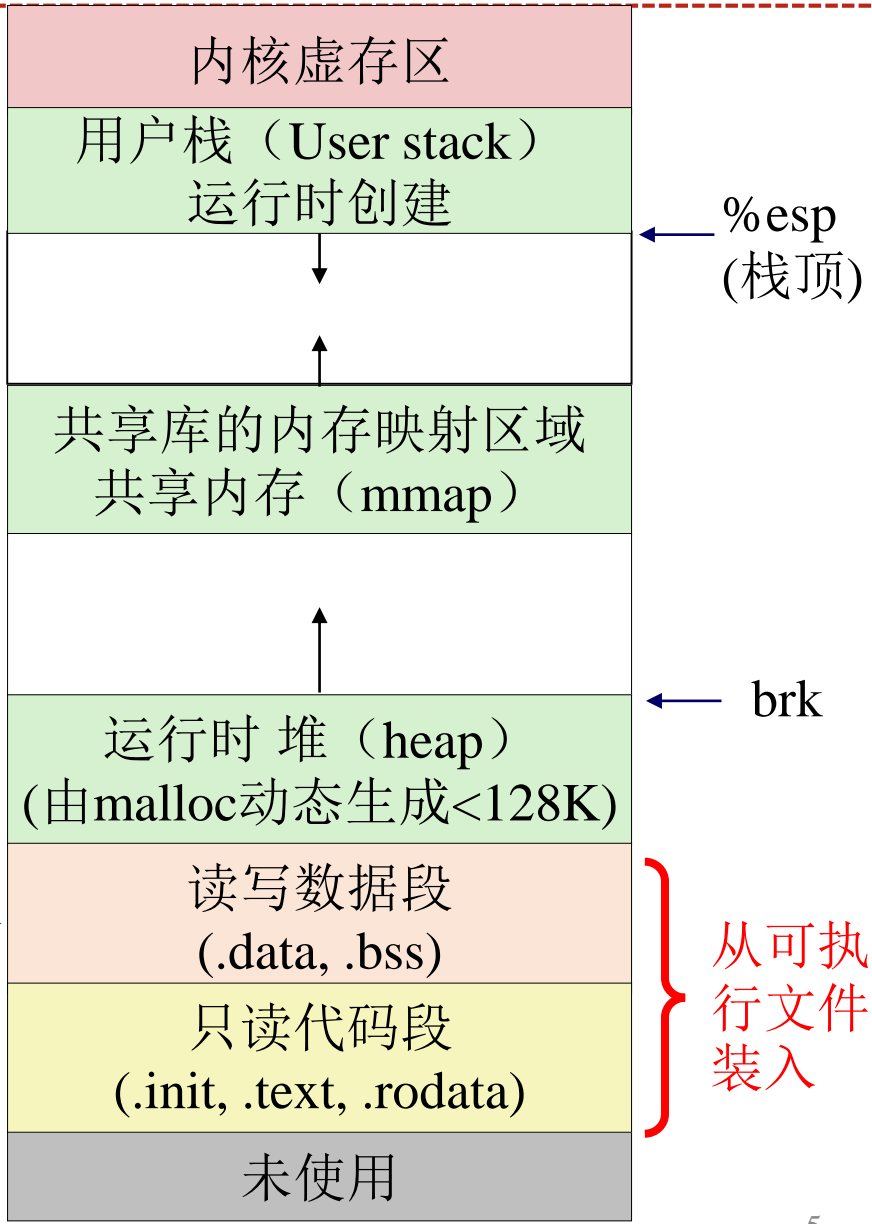 内核虚存区
用户栈（User stack）
运行时创建
%esp
(栈顶)
共享库的内存映射区域
共享内存（mmap）
brk
运行时 堆（heap）
(由malloc动态生成<128K)
读写数据段
(.data, .bss)
从可执
行文件
装入
只读代码段
(.init, .text, .rodata)
未使用